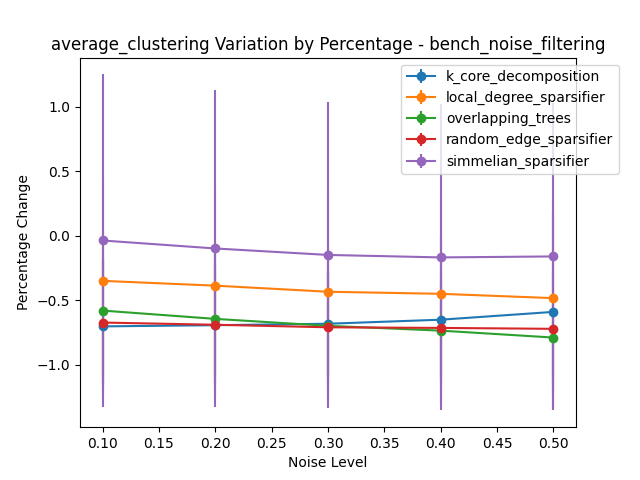 average_clustering Variation by Percentage - bench_noise_filtering
k_core_decomposition
local_degree_sparsifier
overlapping_trees
random_edge_sparsifier
simmelian_sparsifier
Percentage Change
1.0
0.5
0.0
−0.5
−1.0
0.10 0.15 0.20 0.25 0.30 0.35 0.40 0.45 0.50
Noise Level